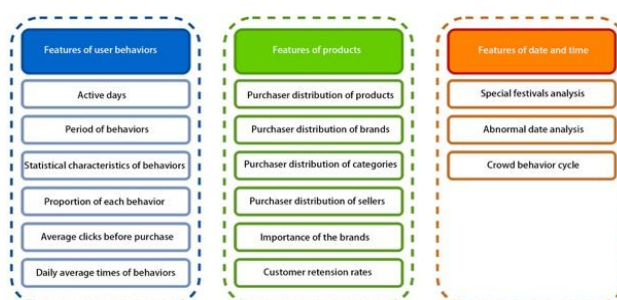 Features of user behaviors
Active days
Period of behaviors
Statistical characteristics of behaviors
Proportion of each behavior
Average clicks before purchase
Daily average times of behaviors
Features of products
Purchaser distribution of products
Purchaser distribution of brands
Purchaser distribution of categories
Purchaser distribution of sellers
Importance of the brands
Customer retension rates
Features of date and time
Special festivals analysis
Abnormal date analysis
Crowd behavior cycle